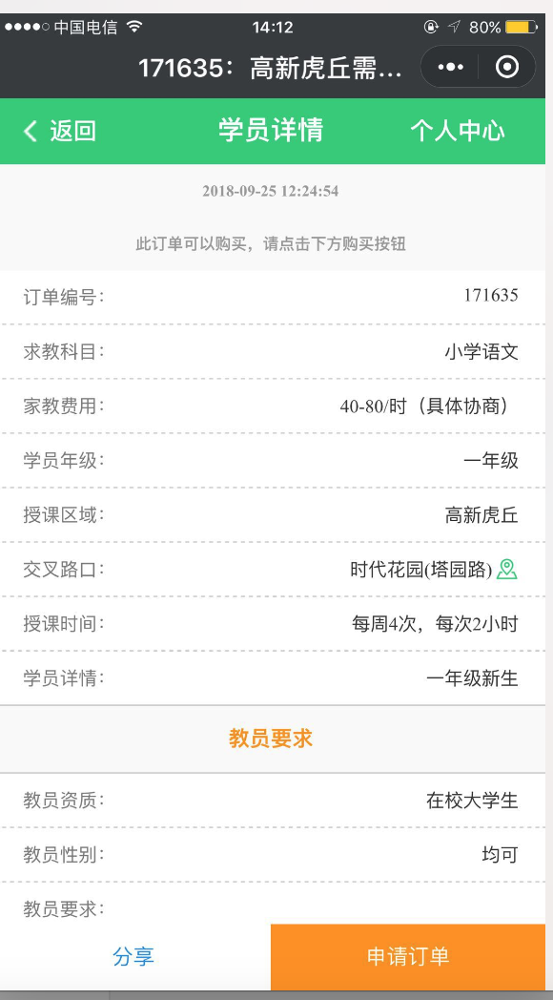 中国电信 14:12 80%
171635：高新虎丘需...
返回 学员详情 个人中心
2018-09-25 12:24:54
此订单可以购买，请点击下方购买按钮
订单编号： 171635
求教科目： 小学语文
家教费用： 40-80/时（具体协商）
学员年级： 一年级
授课区域： 高新虎丘
交叉路口： 时代花园(塔园路)
授课时间： 每周4次，每次2小时
学员详情： 一年级新生
教员要求
教员资质： 在校大学生
教员性别： 均可
教员要求：
分享 申请订单